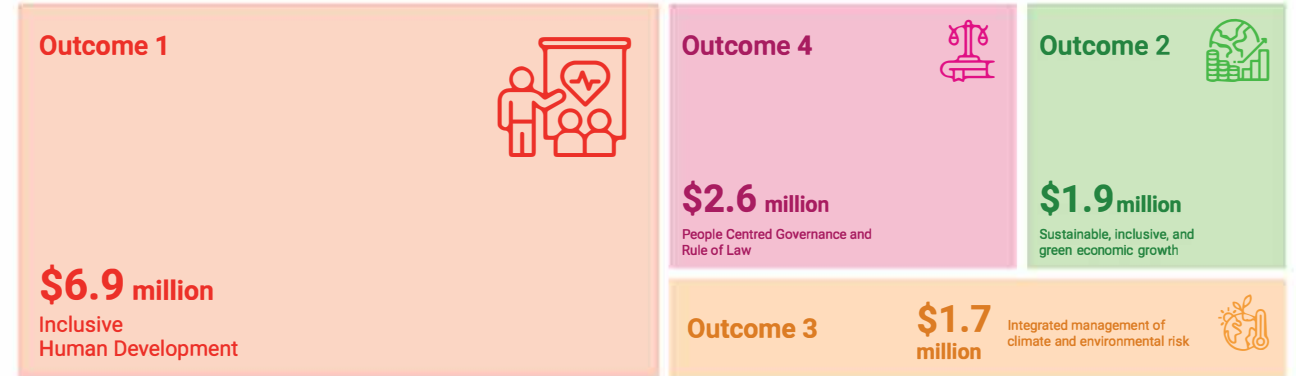 Outcome 1
$6.9 million
Inclusive
Human Development
Outcome 4
$2.6 million
People Centred Governance and
Rule of Law
Outcome 2
$1.9 million
Sustainable, inclusive, and
green economic growth
Outcome 3
$1.7
million
Integrated management of
climate and environmental risk